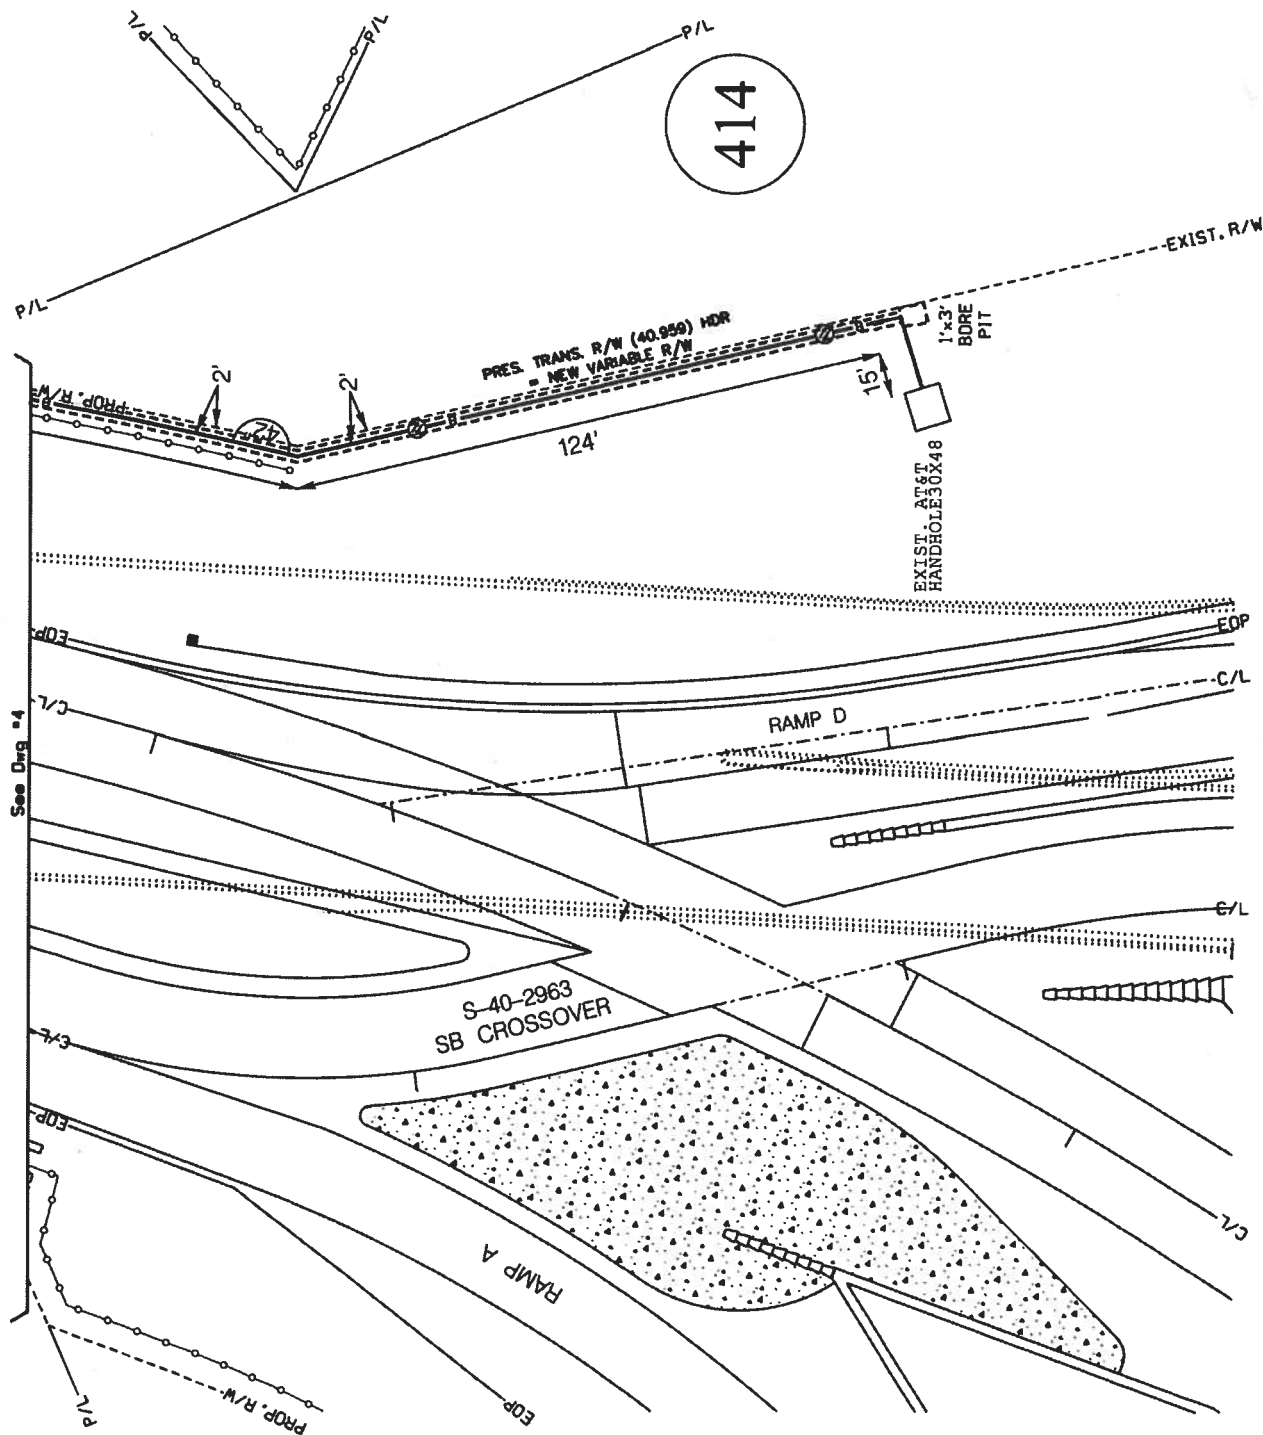 P/L
P/L
P/L
414
P/L
EXIST. R/W
PRES. TRANS. R/W (40.959) HDR
= NEW VARIABLE R/W
1'x3'
BORE
PIT
PROP. R/W
2'
2'
42"
B
B
B
15'
124'
EXIST. AT&T
HANDHOLE30X48
EOP
EOP
C/L
C/L
RAMP D
See Dwg #4
C/L
S-40-2963
SB CROSSOVER
C/L
EOP
RAMP A
C/L
P/L
PROP. R/W
EOP